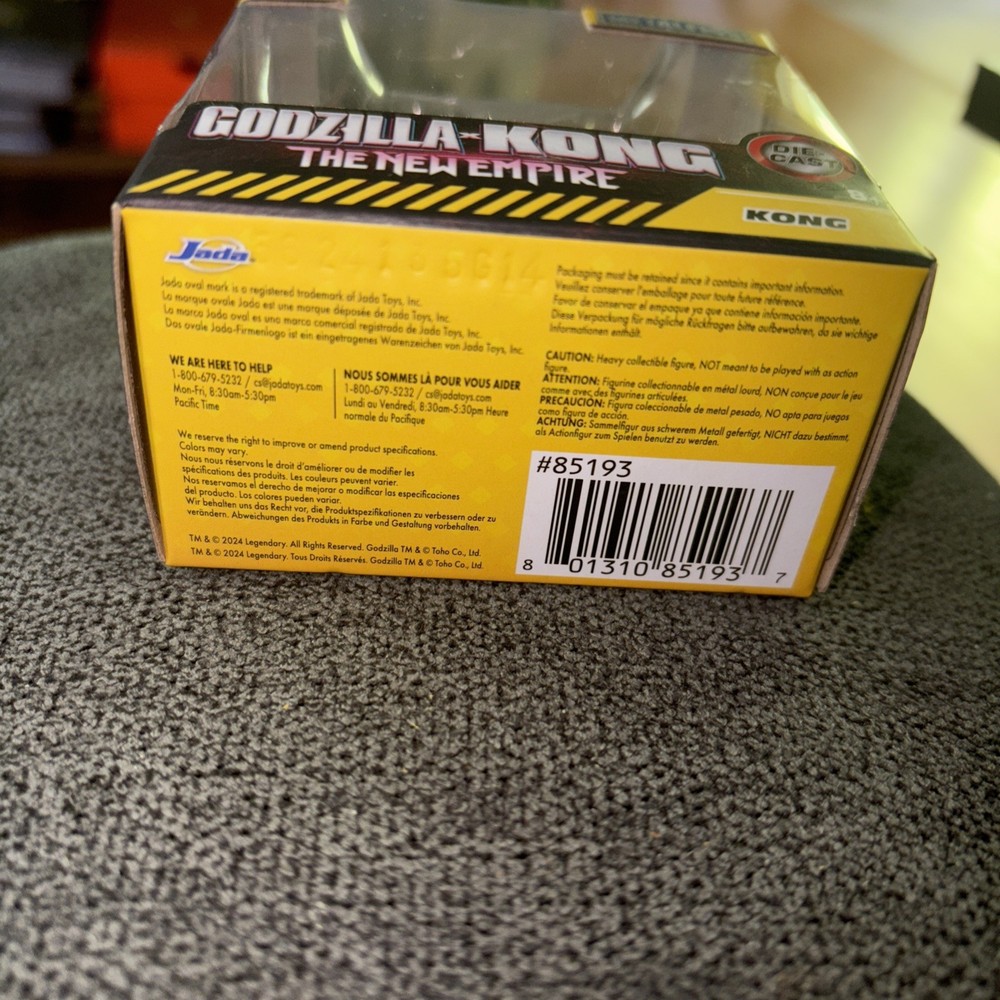 GODZILLA × KONG
THE NEW EMPIRE
DIE-
CAST
KONG
Jada
Jada oval mark is a registered trademark of Jada Toys, Inc.
La marque ovale Jada est une marque déposée de Jada Toys, Inc.
La marca Jada oval es una marca comercial registrada de Jada Toys, Inc.
Das ovale Jada-Firmenlogo ist ein eingetragenes Warenzeichen von Jada Toys, Inc.
WE ARE HERE TO HELP
1-800-679-5232 / cs@jadatoys.com
Mon-Fri, 8:30am-5:30pm
Pacific Time
NOUS SOMMES LÀ POUR VOUS AIDER
1-800-679-5232 / cs@jadatoys.com
Lundi au Vendredi, 8:30am-5:30pm Heure
normale du Pacifique
We reserve the right to improve or amend product specifications.
Colors may vary.
Nous nous réservons le droit d'améliorer ou de modifier les
spécifications des produits. Les couleurs peuvent varier.
Nos reservamos el derecho de mejorar o modificar las especificaciones
del producto. Los colores pueden variar.
Wir behalten uns das Recht vor, die Produktspezifikationen zu verbessern oder zu
verändern. Abweichungen des Produkts in Farbe und Gestaltung vorbehalten.
TM & © 2024 Legendary. All Rights Reserved. Godzilla TM & © Toho Co., Ltd.
TM & © 2024 Legendary. Tous Droits Réservés. Godzilla TM & © Toho Co., Ltd.
Packaging must be retained since it contains important information.
Veuillez conserver l'emballage pour toute future référence.
Favor de conservar el empaque ya que contiene información importante.
Diese Verpackung für mögliche Rückfragen bitte aufbewahren, da sie wichtige
Informationen enthält.
CAUTION: Heavy collectible figure, NOT meant to be played with as action
figure.
ATTENTION: Figurine collectionnable en métal lourd, NON conçue pour le jeu
comme avec des figurines articulées.
PRECAUCIÓN: Figura coleccionable de metal pesado, NO apta para juegos
como figura de acción.
ACHTUNG: Sammelfigur aus schwerem Metall gefertigt, NICHT dazu bestimmt,
als Actionfigur zum Spielen benutzt zu werden.
#85193
8 01310 85193 7